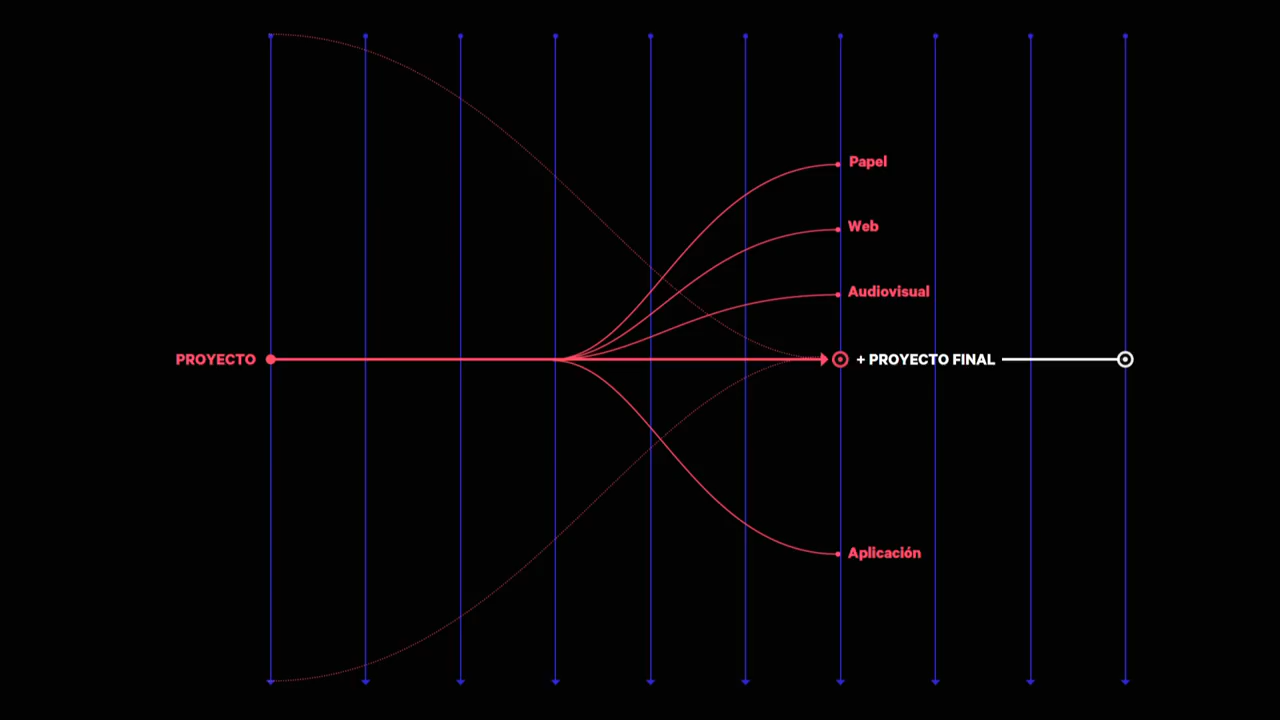 Papel
Web
Audiovisual
PROYECTO
+ PROYECTO FINAL
Aplicación